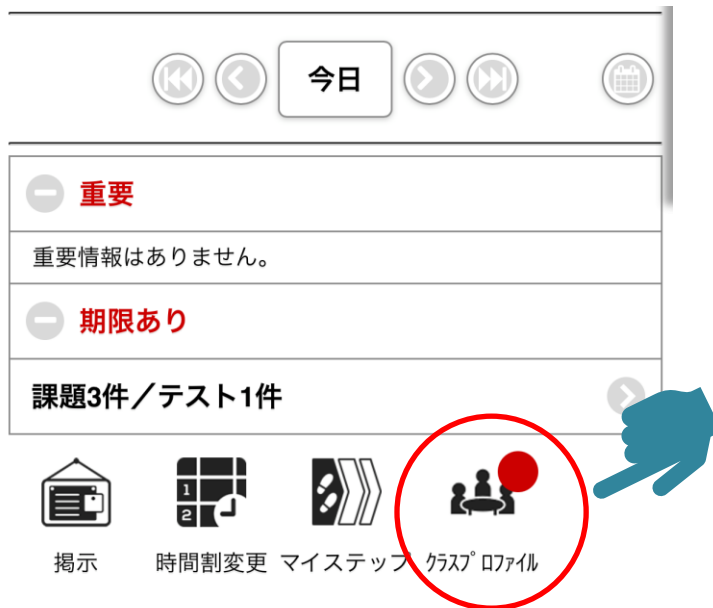 今日
重要
重要情報はありません。
期限あり
課題3件／テスト1件
1
2
掲示
時間割変更
マイステップ
ｸﾗｽﾌﾟﾛﾌｧｲﾙ